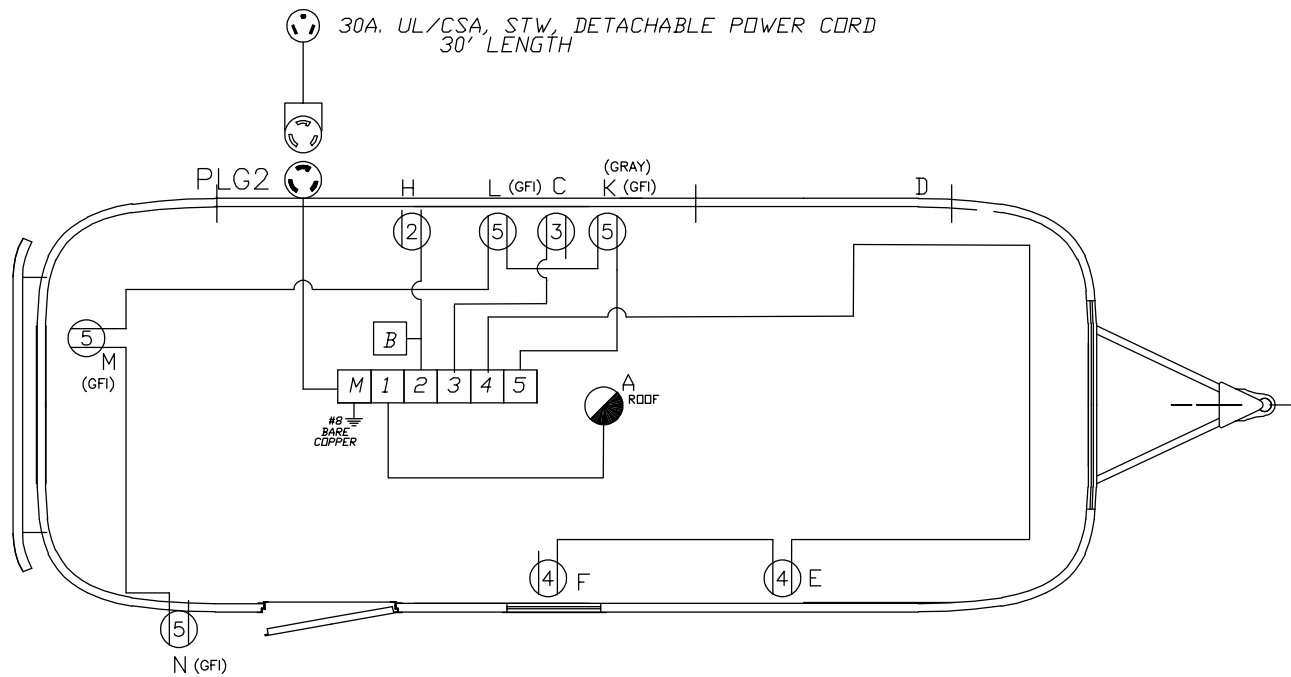 30A. UL/CSA, STW, DETACHABLE POWER CORD
30' LENGTH
(GRAY)
PLG2
H
L (GFI) C
K (GFI)
D
2
5
3
5
5
M
(GFI)
B
M 1 2 3 4 5
#8
BARE
COPPER
A
ROOF
4
F
4
E
5
N (GFI)